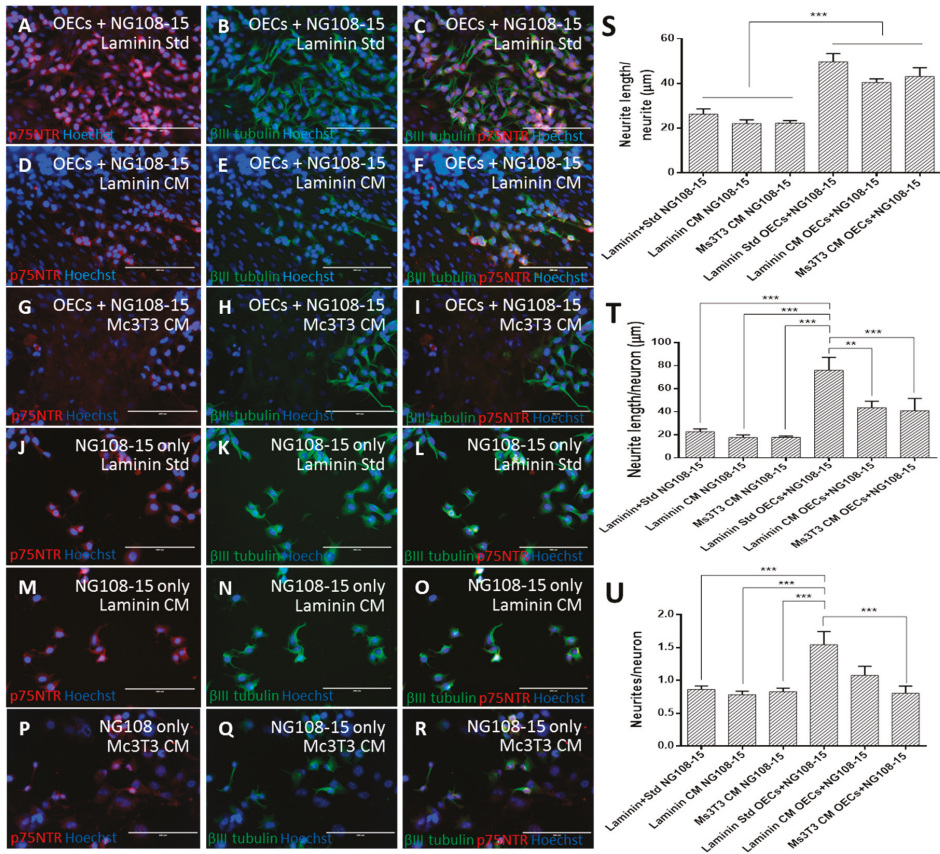 A
OECs + NG108-15
Laminin Std
p75NTR Hoechst
B
OECs + NG108-15
Laminin Std
βIII tubulin Hoechst
C
OECs + NG108-15
Laminin Std
βIII tubulin p75NTR Hoechst
D
OECs + NG108-15
Laminin CM
p75NTR Hoechst
E
OECs + NG108-15
Laminin CM
βIII tubulin Hoechst
F
OECs + NG108-15
Laminin CM
βIII tubulin p75NTR Hoechst
G
OECs + NG108-15
Mc3T3 CM
p75NTR Hoechst
H
OECs + NG108-15
Mc3T3 CM
βIII tubulin Hoechst
I
OECs + NG108-15
Mc3T3 CM
βIII tubulin p75NTR Hoechst
J
NG108-15 only
Laminin Std
p75NTR Hoechst
K
NG108-15 only
Laminin Std
βIII tubulin Hoechst
L
NG108-15 only
Laminin Std
βIII tubulin p75NTR Hoechst
M
NG108-15 only
Laminin CM
p75NTR Hoechst
N
NG108-15 only
Laminin CM
βIII tubulin Hoechst
O
NG108-15 only
Laminin CM
βIII tubulin p75NTR Hoechst
P
NG108 only
Mc3T3 CM
p75NTR Hoechst
Q
NG108-15 only
Mc3T3 CM
βIII tubulin Hoechst
R
NG108-15 only
Mc3T3 CM
βIII tubulin p75NTR Hoechst
S
***
Neurite length/
neurite (µm)
60
40
20
0
Laminin+Std NG108-15
Laminin CM NG108-15
Ms3T3 CM NG108-15
Laminin Std OECs+NG108-15
Laminin CM OECs+NG108-15
Ms3T3 CM OECs+NG108-15
T
***
***
***
***
**
Neurite length/neuron (µm)
100
80
60
40
20
0
Laminin+Std NG108-15
Laminin CM NG108-15
Ms3T3 CM NG108-15
Laminin Std OECs+NG108-15
Laminin CM OECs+NG108-15
Ms3T3 CM OECs+NG108-15
U
***
***
***
***
Neurites/neuron
2.0
1.5
1.0
0.5
0.0
Laminin+Std NG108-15
Laminin CM NG108-15
Ms3T3 CM NG108-15
Laminin Std OECs+NG108-15
Laminin CM OECs+NG108-15
Ms3T3 CM OECs+NG108-15